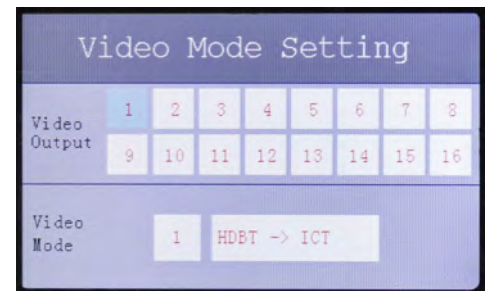 Video Mode Setting
Video Output
1 2 3 4 5 6 7 8
9 10 11 12 13 14 15 16
Video Mode
1 HDBT -> ICT